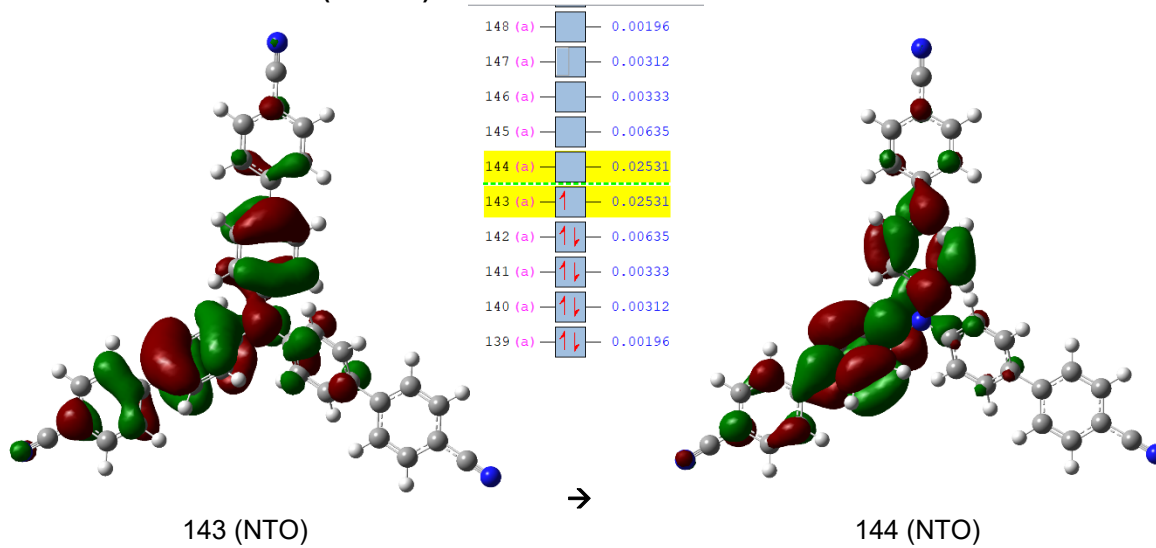 148 (a) 0.00196
147 (a) 0.00312
146 (a) 0.00333
145 (a) 0.00635
144 (a) 0.02531
143 (a) 0.02531
142 (a) 0.00635
141 (a) 0.00333
140 (a) 0.00312
139 (a) 0.00196
→
143 (NTO) 144 (NTO)